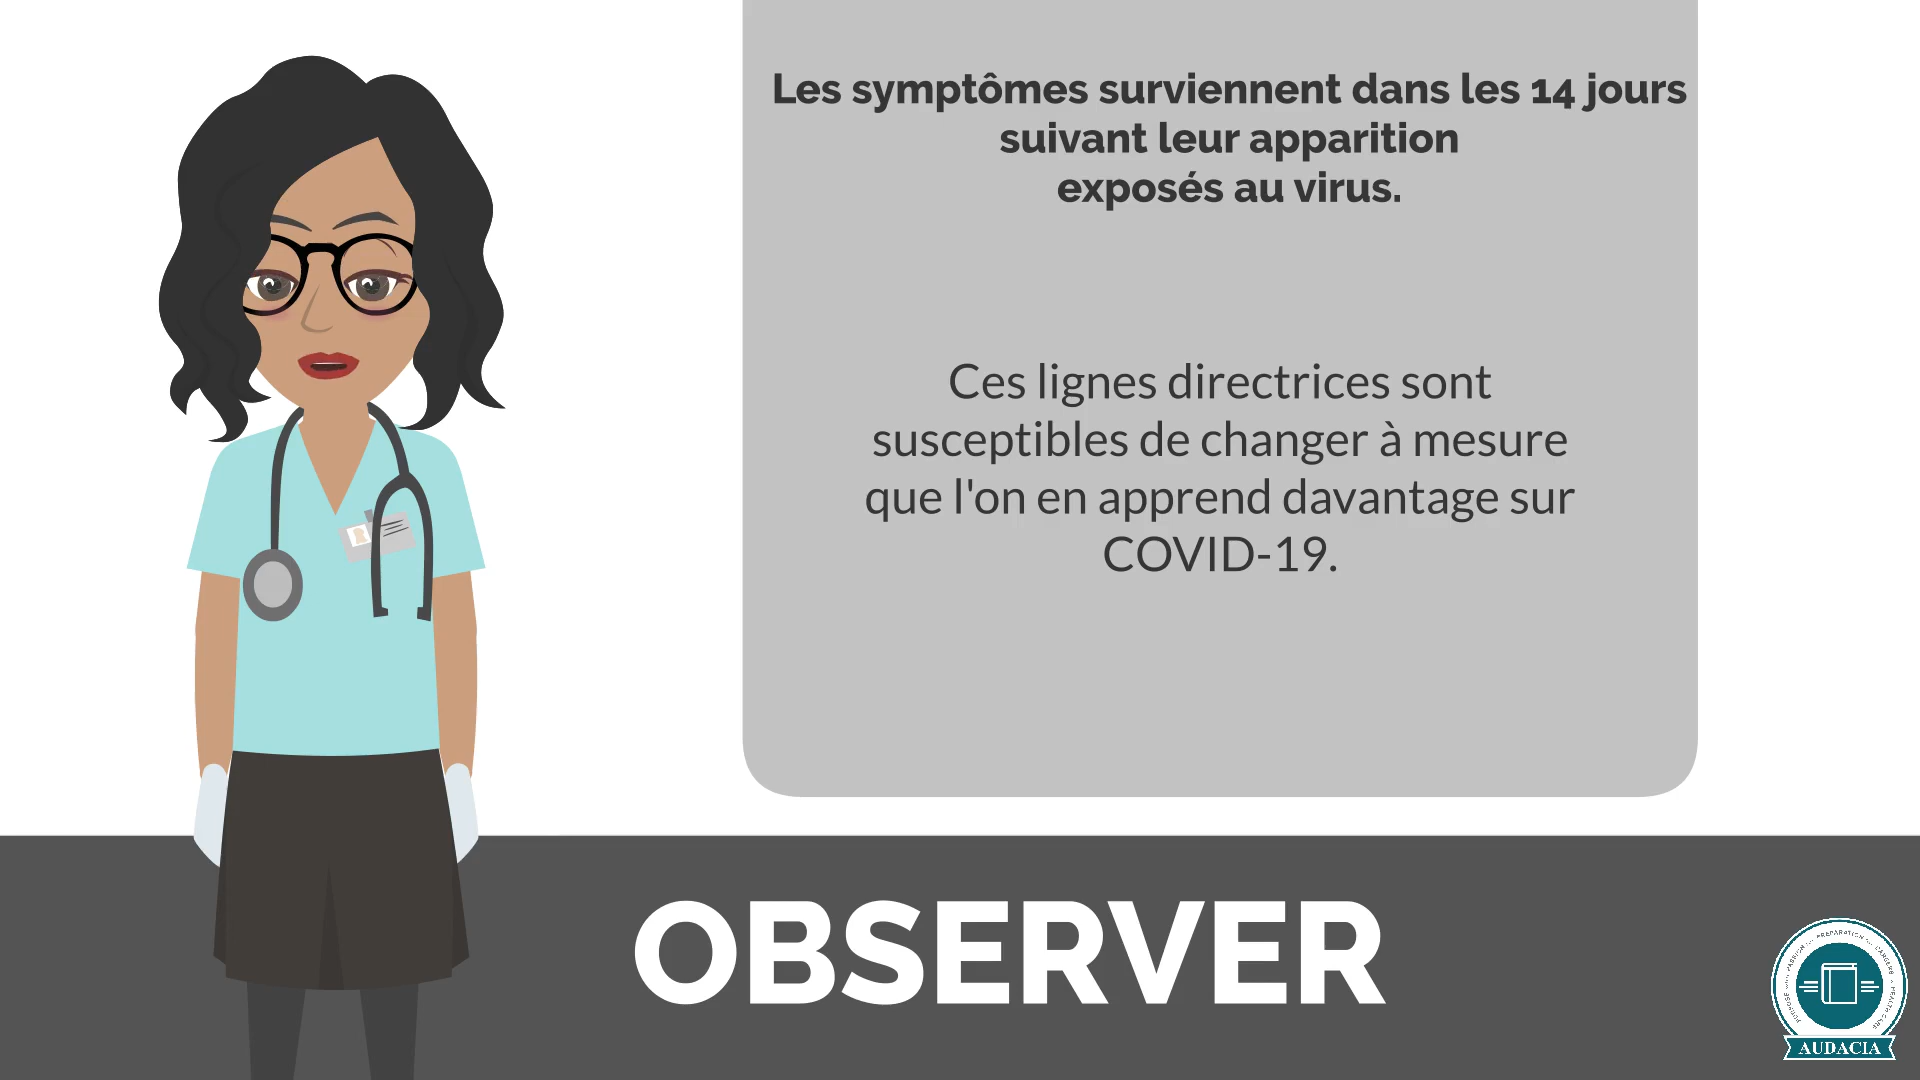 Les symptômes surviennent dans les 14 jours
suivant leur apparition
exposés au virus.
Ces lignes directrices sont
susceptibles de changer à mesure
que l'on en apprend davantage sur
COVID-19.
OBSERVER
AUDACIA